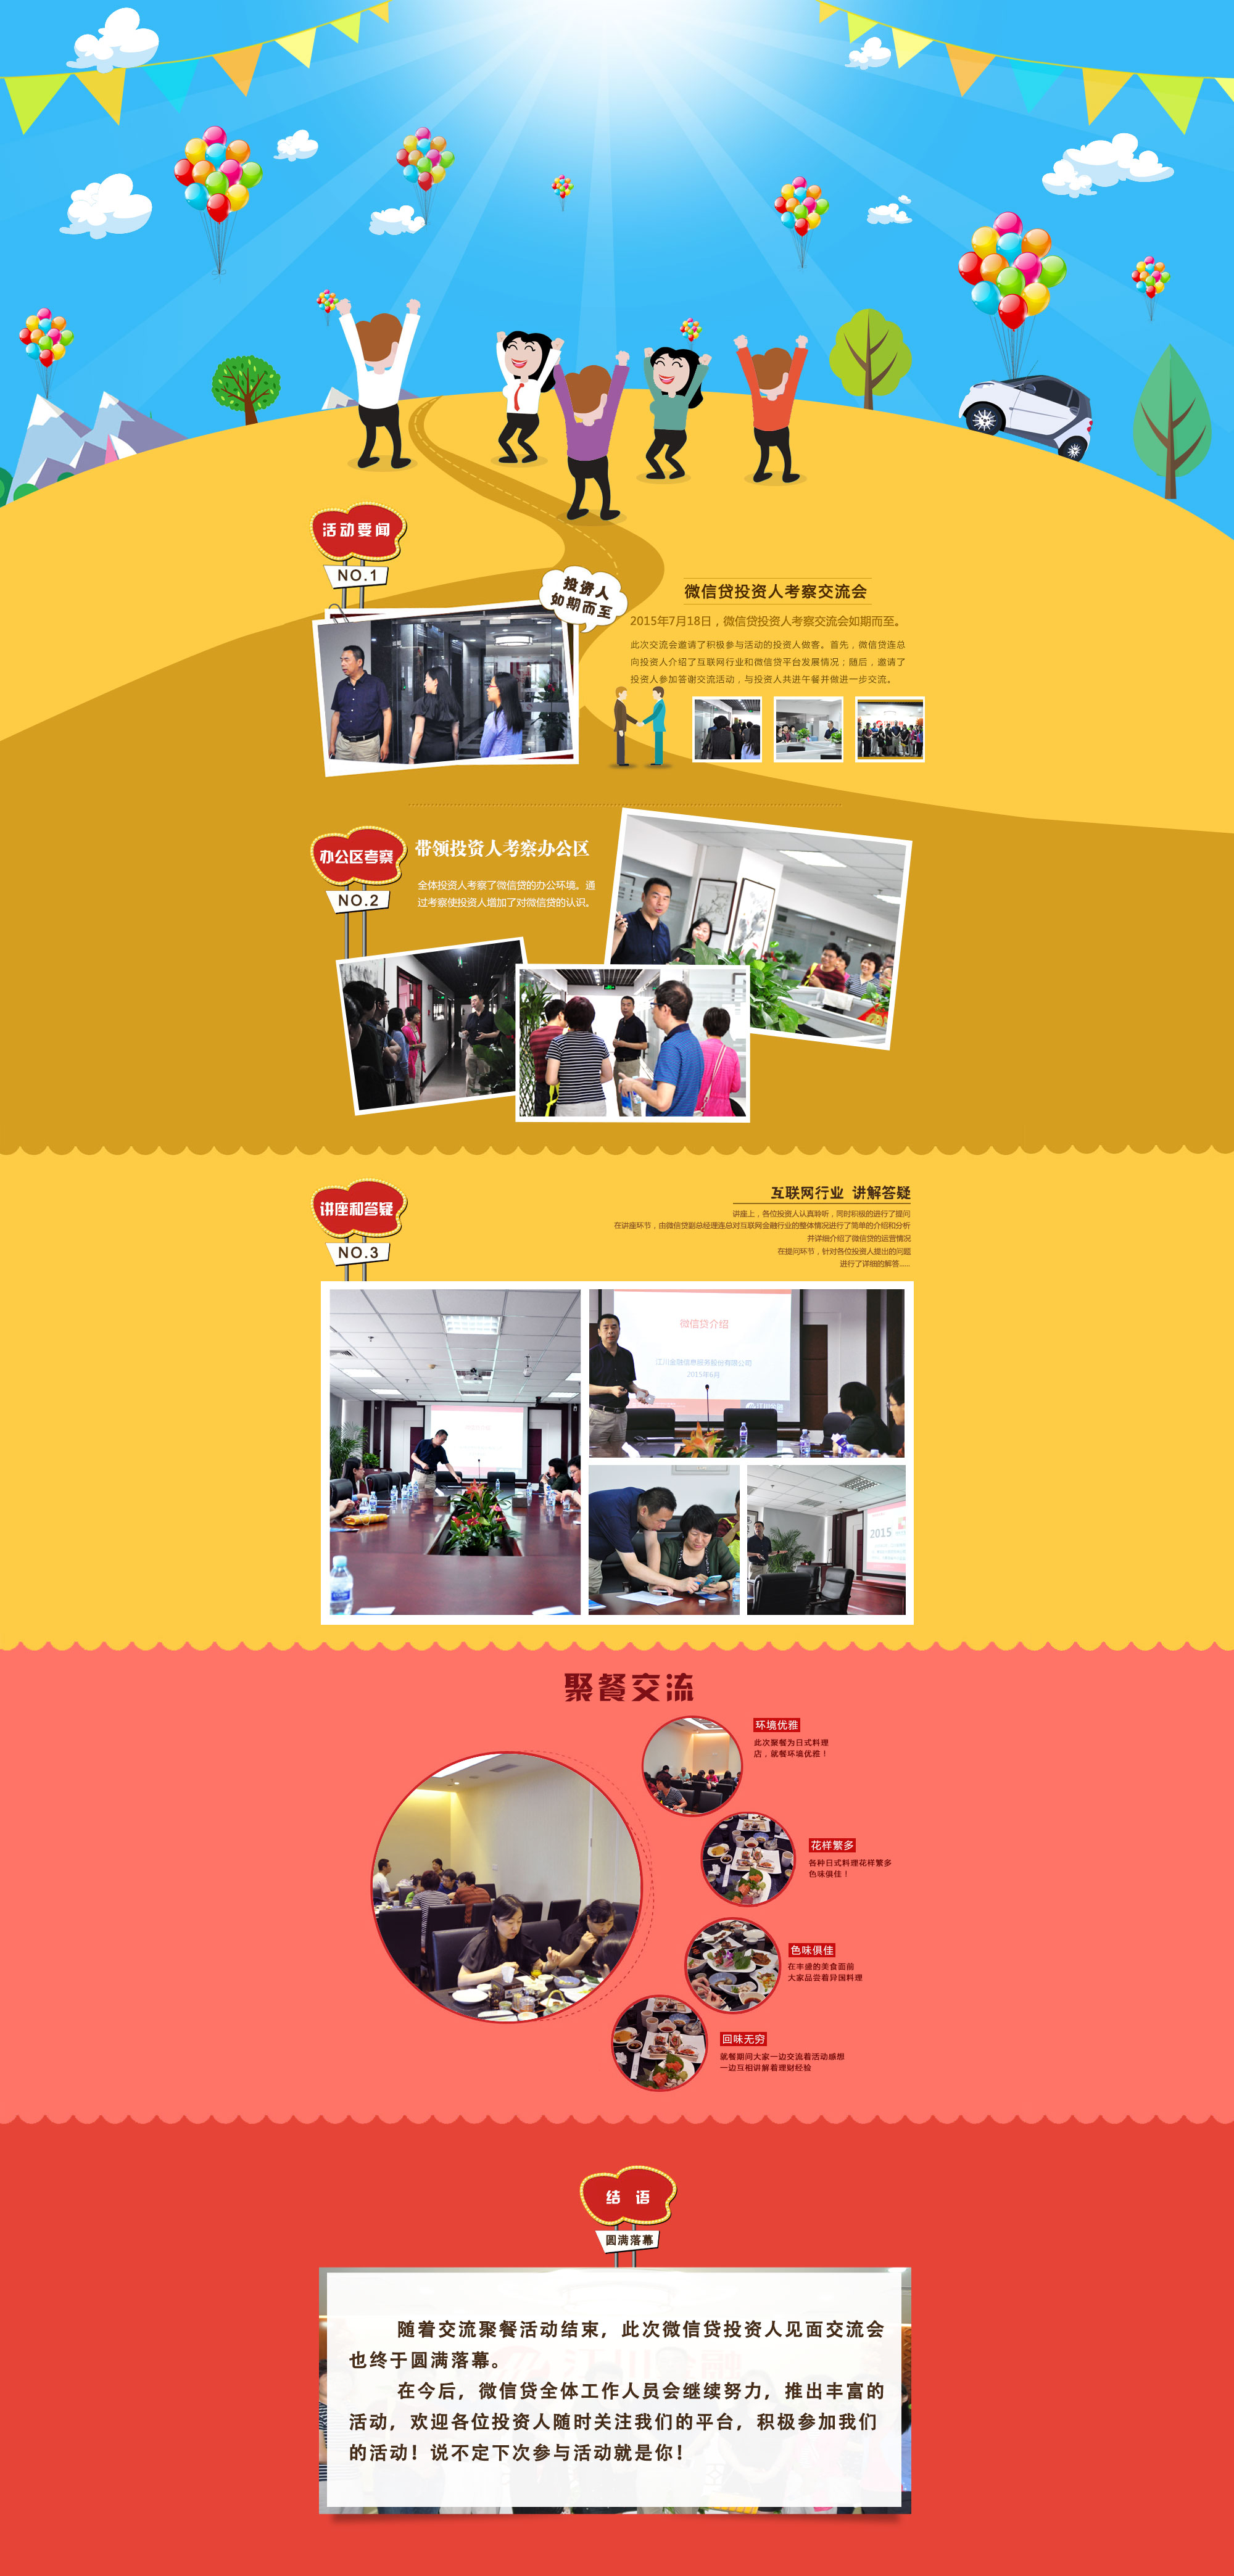 活动要闻
NO.1
投资人
如期而至
微信贷投资人考察交流会
2015年7月18日，微信贷投资人考察交流会如期而至。
此次交流会邀请了积极参与活动的投资人做客。首先，微信贷连总
向投资人介绍了互联网行业和微信贷平台发展情况；随后，邀请了
投资人参加答谢交流活动，与投资人共进午餐并做进一步交流。
办公区考察
NO.2
带领投资人考察办公区
全体投资人考察了微信贷的办公环境。通
过考察使投资人增加了对微信贷的认识。
讲座和答疑
NO.3
互联网行业 讲解答疑
讲座上，各位投资人认真聆听，同时积极的进行了提问
在讲座环节，由微信贷副总经理连总对互联网金融行业的整体情况进行了简单的介绍和分析
并详细介绍了微信贷的运营情况
在提问环节，针对各位投资人提出的问题
进行了详细的解答......
微信贷介绍
江川金融信息服务股份有限公司
2015年6月
江川金融
2015
聚餐交流
环境优雅
此次聚餐为日式料理
店，就餐环境优雅！
花样繁多
各种日式料理花样繁多
色味俱佳！
色味俱佳
在丰盛的美食面前
大家品尝着异国料理
回味无穷
就餐期间大家一边交流着活动感想
一边互相讲解着理财经验
结 语
圆满落幕
随着交流聚餐活动结束，此次微信贷投资人见面交流会
也终于圆满落幕。
在今后，微信贷全体工作人员会继续努力，推出丰富的
活动，欢迎各位投资人随时关注我们的平台，积极参加我们
的活动！说不定下次参与活动就是你！